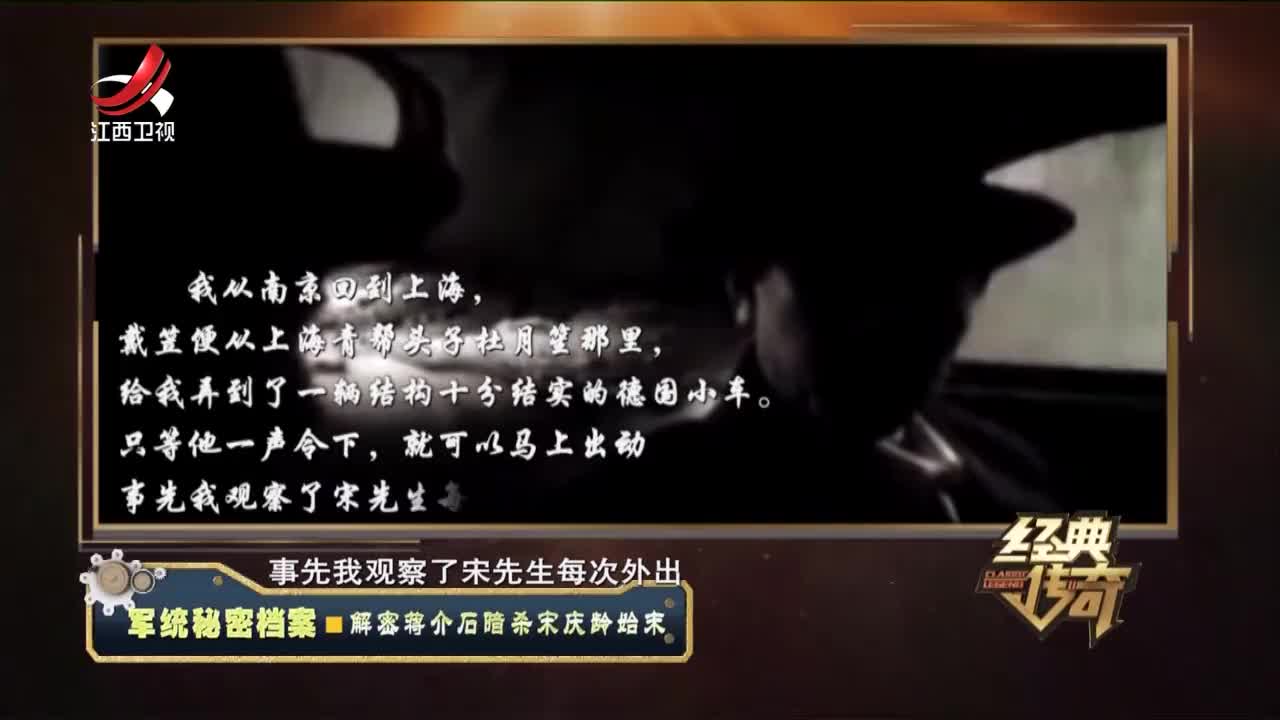 江西卫视
我从南京回到上海，
戴笠便从上海青帮头子杜月笙那里，
给我弄到了一辆结构十分结实的德国小车。
只等他一声令下，就可以马上出动
事先我观察了宋先生每
经典
CLASSIC
LEGEND
传奇
事先我观察了宋先生每次外出
军统秘密档案■解密蒋介石暗杀宋庆龄始末